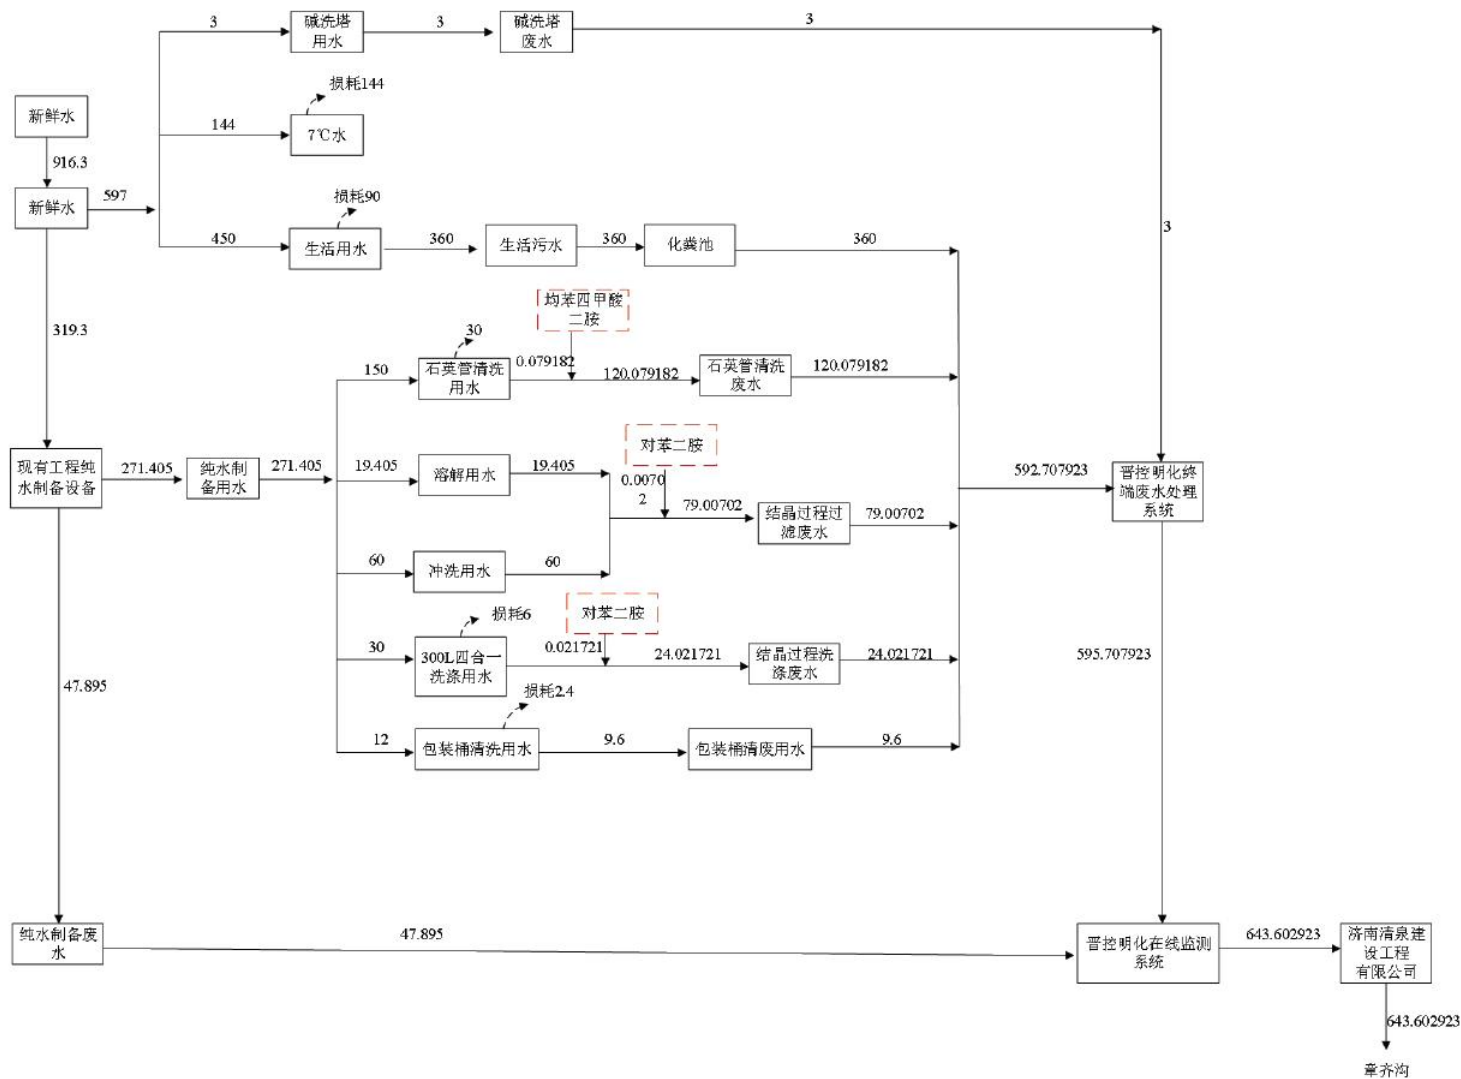 3
碱洗塔
用水
3
碱洗塔
废水
3
损耗144
新鲜水
144
7℃水
916.3
新鲜水
597
损耗90
450
生活用水
360
生活污水
360
化粪池
360
3
均苯四甲酸
二胺
319.3
30
150
石英管清洗
用水
0.079182
120.079182
石英管清洗
废水
120.079182
对苯二胺
现有工程纯
水制备设备
271.405
纯水制
备用水
271.405
19.405
溶解用水
19.405
0.0070
2
79.00702
结晶过程过
滤废水
79.00702
592.707923
晋控明化终
端废水处理
系统
60
冲洗用水
60
损耗6
对苯二胺
30
300L四合一
洗涤用水
0.021721
24.021721
结晶过程洗
涤废水
24.021721
595.707923
47.895
损耗2.4
12
包装桶清洗用水
9.6
包装桶清废用水
9.6
纯水制备废
水
47.895
晋控明化在线监测
系统
643.602923
济南清泉建
设工程
有限公司
643.602923
章齐沟